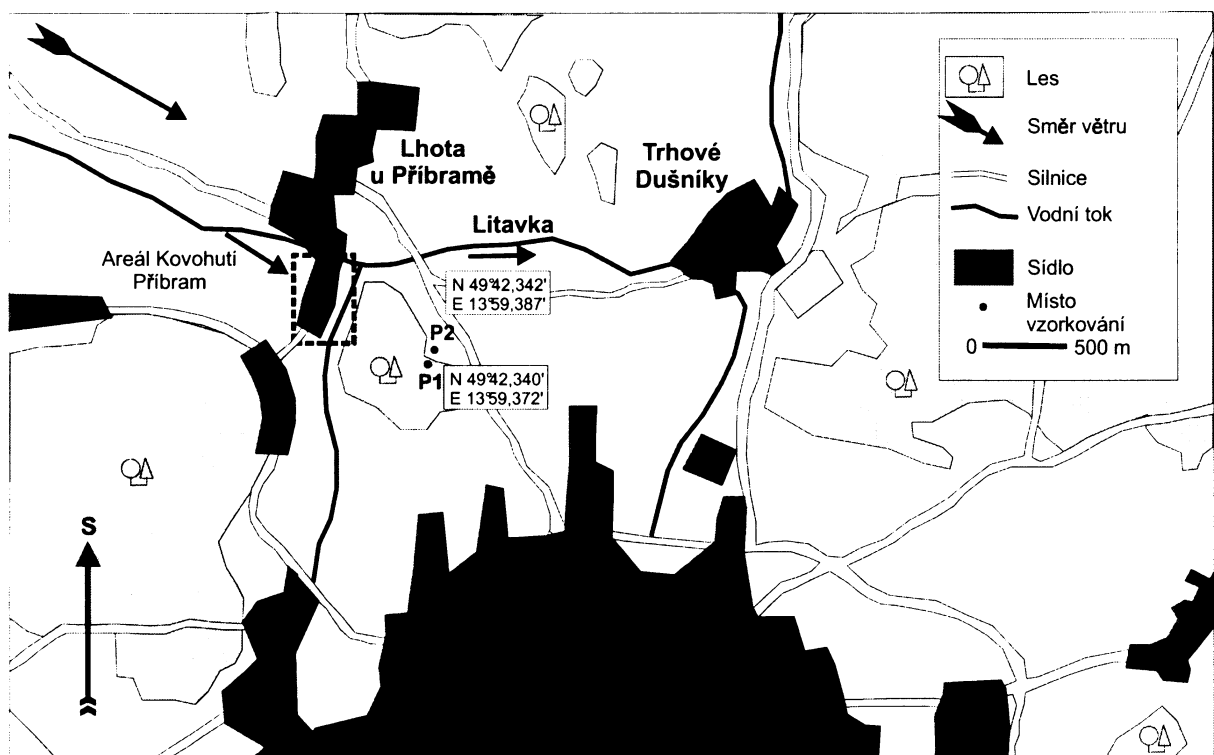 Lhota
u Příbramě
Trhové
Dušníky
Litavka
Areál Kovohutí
Příbram
N 49°42,342'
E 13°59,387'
P2
P1
N 49°42,340'
E 13°59,372'
S
Les
Směr větru
Silnice
Vodní tok
Sídlo
Místo
vzorkování
0 500 m